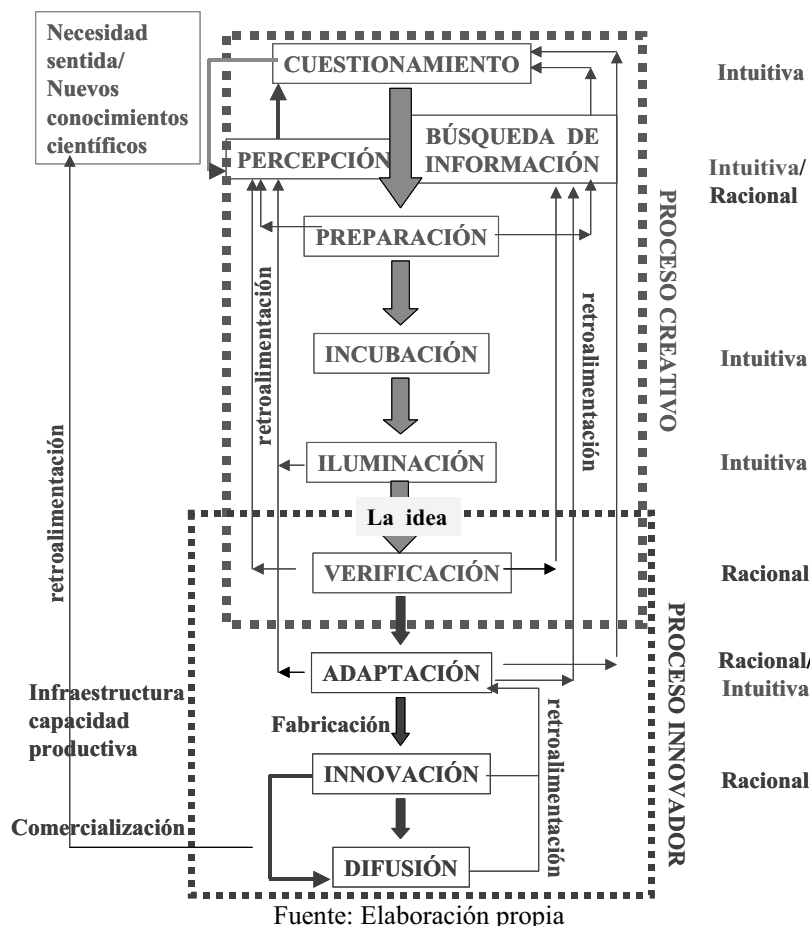 Necesidad
sentida/
Nuevos
conocimientos
científicos
CUESTIONAMIENTO
Intuitiva
PERCEPCIÓN
BÚSQUEDA DE
INFORMACIÓN
Intuitiva/
Racional
PREPARACIÓN
PROCESO CREATIVO
retroalimentación
retroalimentación
INCUBACIÓN
Intuitiva
ILUMINACIÓN
Intuitiva
retroalimentación
La idea
VERIFICACIÓN
Racional
PROCESO INNOVADOR
ADAPTACIÓN
Racional/
Intuitiva
Infraestructura
capacidad
productiva
Fabricación
retroalimentación
INNOVACIÓN
Racional
Comercialización
DIFUSIÓN
Fuente: Elaboración propia